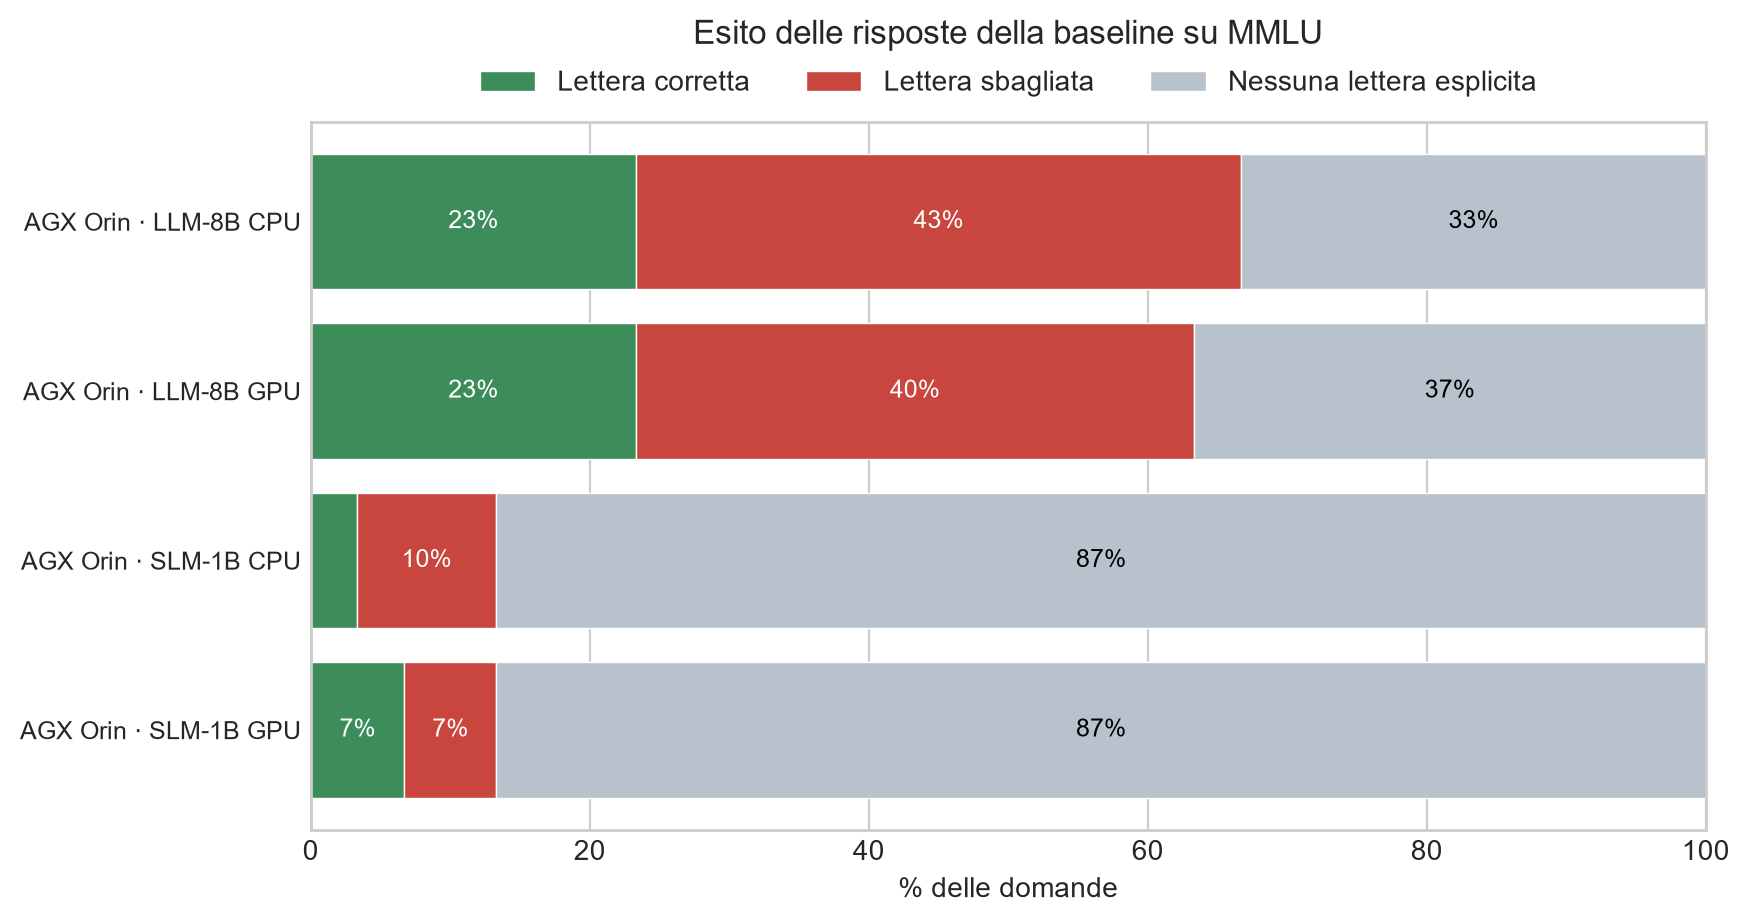 Esito delle risposte della baseline su MMLU
Lettera corretta Lettera sbagliata Nessuna lettera esplicita
AGX Orin · LLM-8B CPU 23% 43% 33%
AGX Orin · LLM-8B GPU 23% 40% 37%
AGX Orin · SLM-1B CPU 10% 87%
AGX Orin · SLM-1B GPU 7% 7% 87%
0 20 40 60 80 100
% delle domande